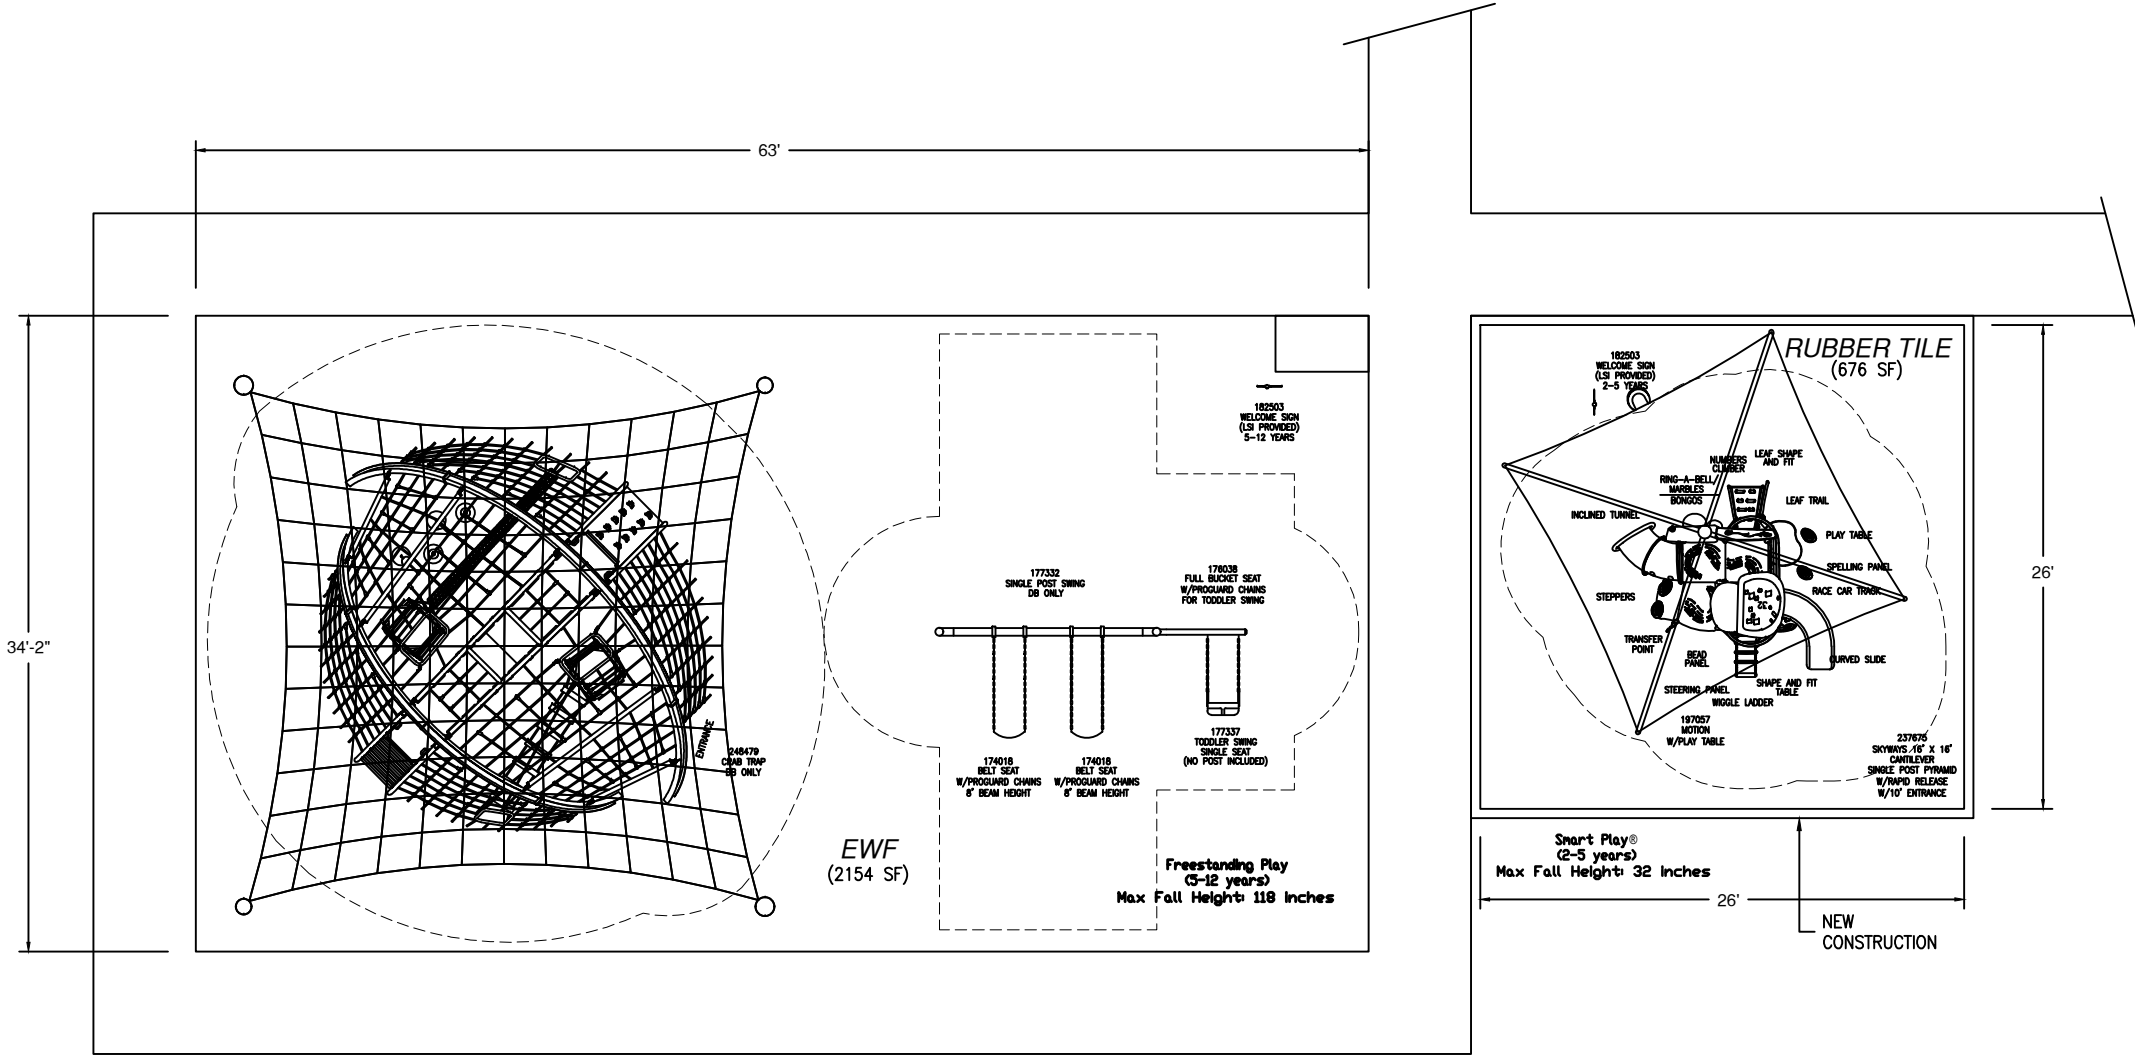 63'
34'-2"
182503
WELCOME SIGN
(LSI PROVIDED)
5-12 YEARS
177332
SINGLE POST SWING
DB ONLY
176038
FULL BUCKET SEAT
W/PROGUARD CHAINS
FOR TODDLER SWING
174018
BELT SEAT
W/PROGUARD CHAINS
8' BEAM HEIGHT
174018
BELT SEAT
W/PROGUARD CHAINS
8' BEAM HEIGHT
177337
TODDLER SWING
SINGLE SEAT
(NO POST INCLUDED)
ENTRANCE
248479
CRAB TRAP
DB ONLY
EWF
(2154 SF)
Freestanding Play
(5-12 years)
Max Fall Height: 118 inches
RUBBER TILE
(676 SF)
182503
WELCOME SIGN
(LSI PROVIDED)
2-5 YEARS
NUMBERS
CLIMBER
LEAF SHAPE
AND FIT
RING-A-BELL
MARBLES
BONGOS
LEAF TRAIL
INCLINED TUNNEL
PLAY TABLE
SPELLING PANEL
RACE CAR TRACK
STEPPERS
32
TRANSFER
POINT
BEAD
PANEL
CURVED SLIDE
STEERING PANEL
SHAPE AND FIT
TABLE
WIGGLE LADDER
197057
MOTION
W/PLAY TABLE
237675
SKYWAYS 16' X 16'
CANTILEVER
SINGLE POST PYRAMID
W/RAPID RELEASE
W/10' ENTRANCE
26'
Smart Play®
(2-5 years)
Max Fall Height: 32 inches
26'
NEW
CONSTRUCTION